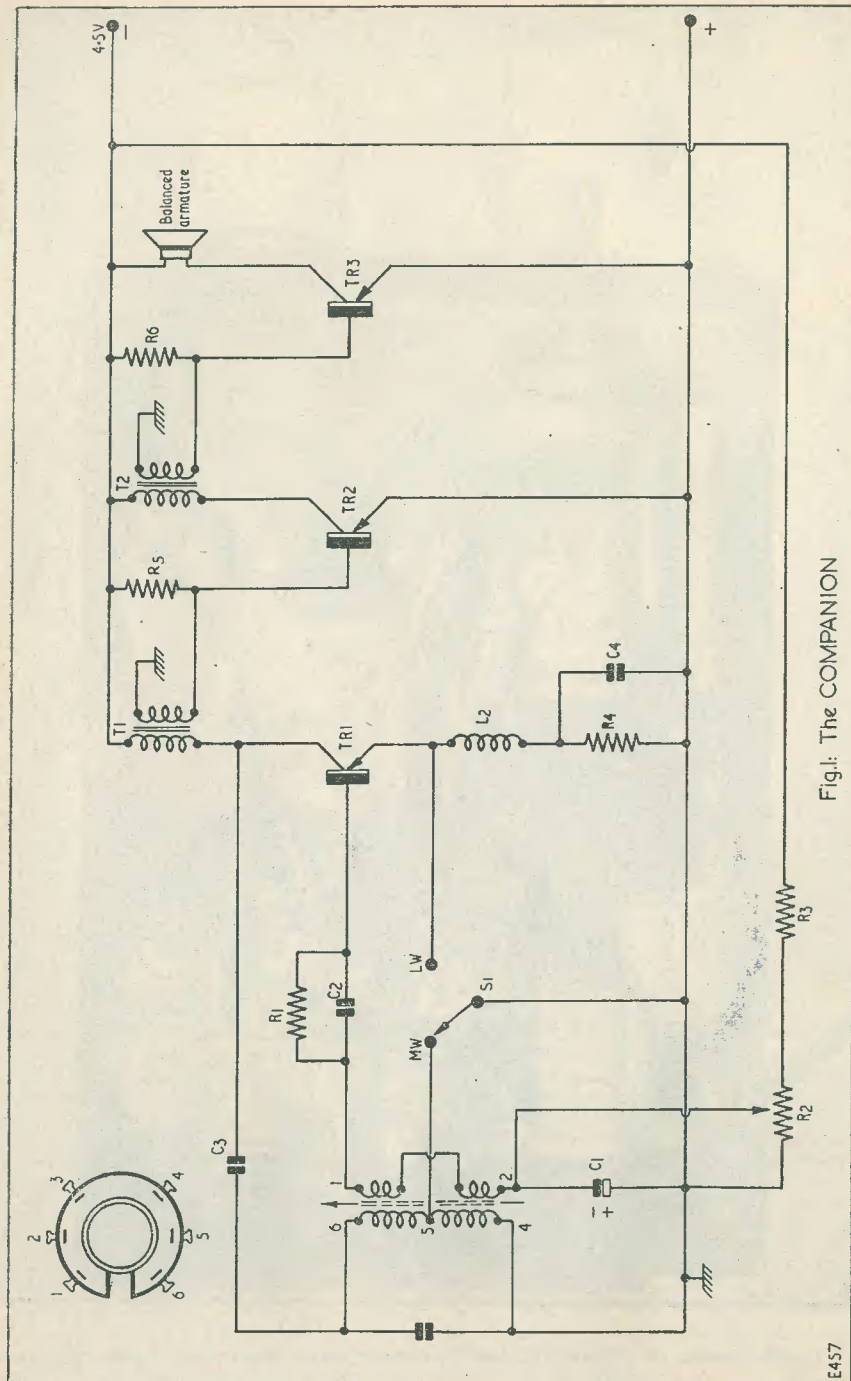 1
2
3
4
5
6
C3
T1
R5
T2
R6
Balanced
armature
4·5V
−
R1
C2
TR1
TR2
TR3
6
1
5
4
2
MW
LW
S1
L2
C1
−
+
R4
C4
+
R2
R3
E457
Fig.1: The COMPANION